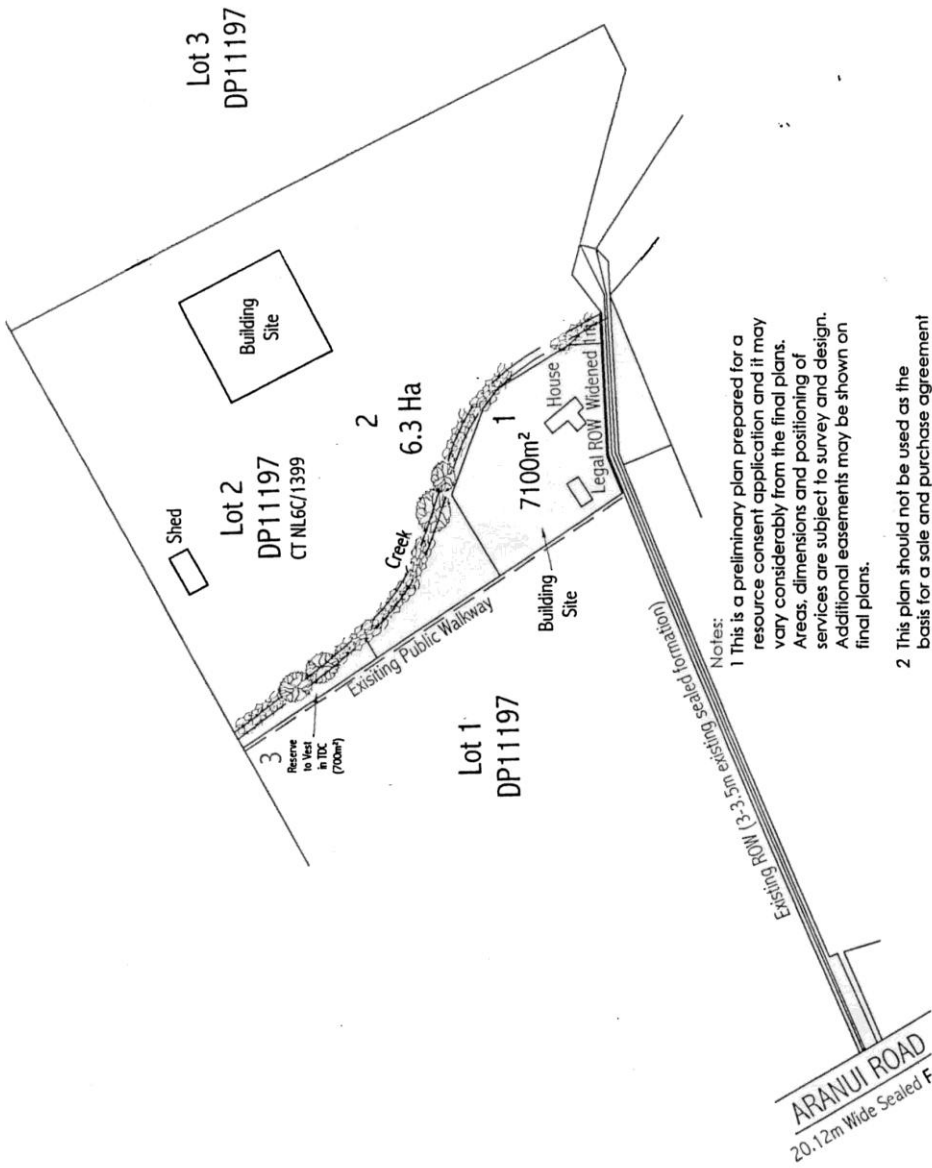 Lot 3
DP11197
Building
Site
Shed
Lot 2
DP11197
CT NL6C/1399
2
6.3 Ha
Creek
1
7100m²
House
Legal ROW Widened
Building
Site
Exisiting Public Walkway
3
Reserve
to Vest
in TDC
(700m²)
Lot 1
DP11197
Existing ROW (3-3.5m existing sealed formation)
ARANUI ROAD
20.12m Wide Sealed F
Notes:
1 This is a preliminary plan prepared for a
resource consent application and it may
vary considerably from the final plans.
Areas, dimensions and positioning of
services are subject to survey and design.
Additional easements may be shown on
final plans.
2 This plan should not be used as the
basis for a sale and purchase agreement